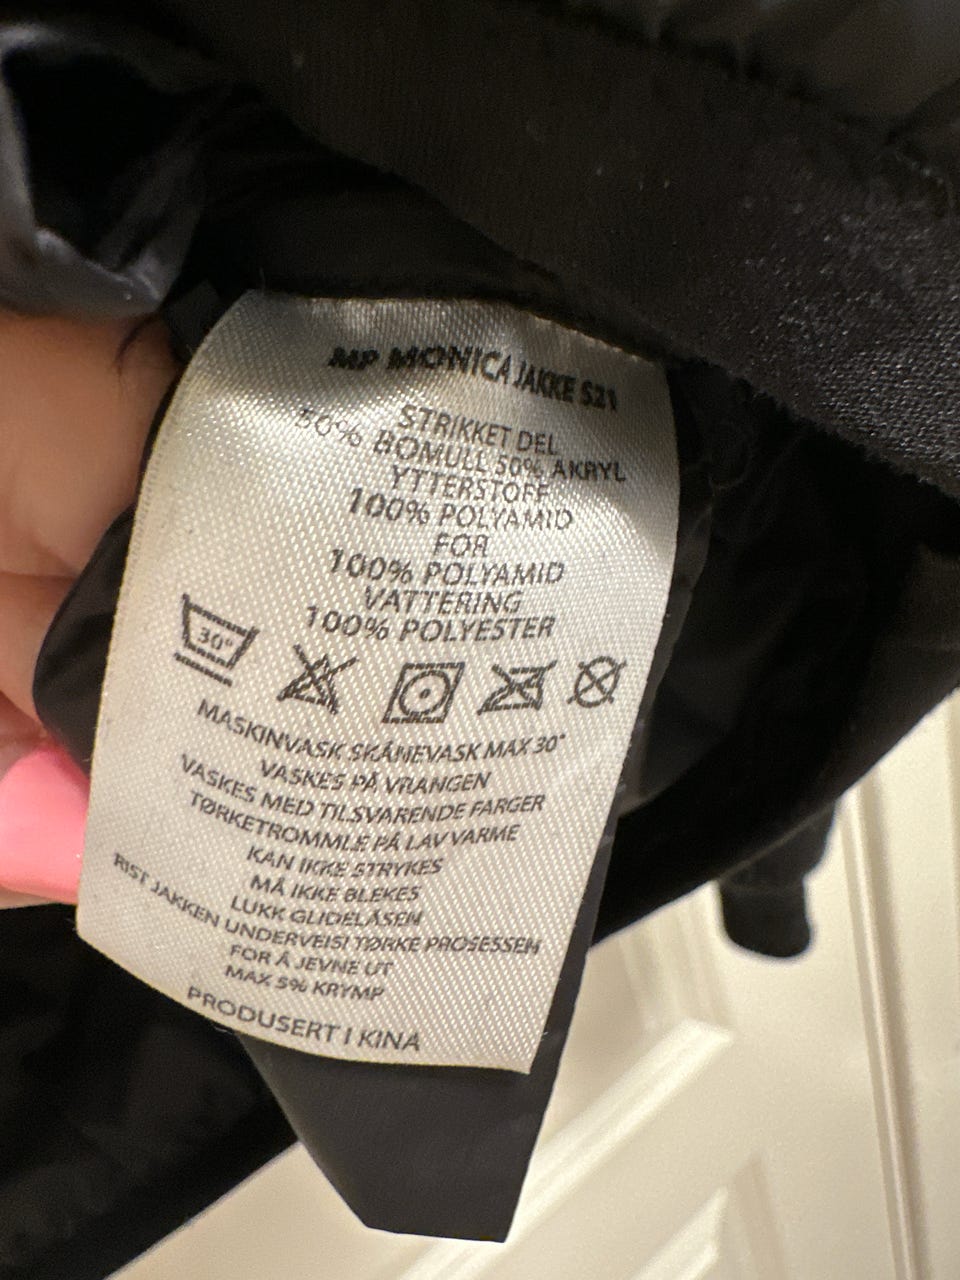 MP MONICA JAKKE S21
STRIKKET DEL
50% BOMULL 50% AKRYL
YTTERSTOFF
100% POLYAMID
FOR
100% POLYAMID
VATTERING
100% POLYESTER
30°
MASKINVASK SKÅNEVASK MAX 30°
VASKES PÅ VRANGEN
VASKES MED TILSVARENDE FARGER
TØRKETROMMLE PÅ LAV VARME
KAN IKKE STRYKES
MÅ IKKE BLEKES
LUKK GLIDELÅSEN
RIST JAKKEN UNDERVEIS I TØRKE PROSESSEN
FOR Å JEVNE UT
MAX 5% KRYMP
PRODUSERT I KINA